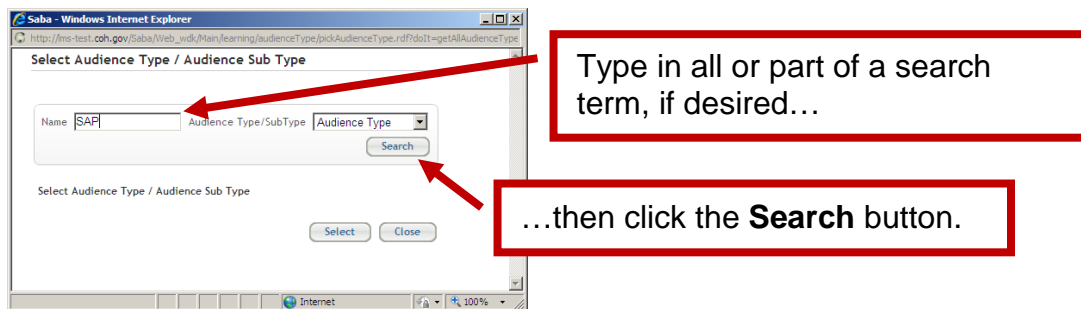 Saba - Windows Internet Explorer
http://lms-test.coh.gov/Saba/Web_wdk/Main/learning/audienceType/pickAudienceType.rdf?doIt=getAllAudienceType
Select Audience Type / Audience Sub Type
Name SAP Audience Type/SubType Audience Type
Search
Select Audience Type / Audience Sub Type
Select Close
Internet 100%
Type in all or part of a search
term, if desired…
…then click the Search button.